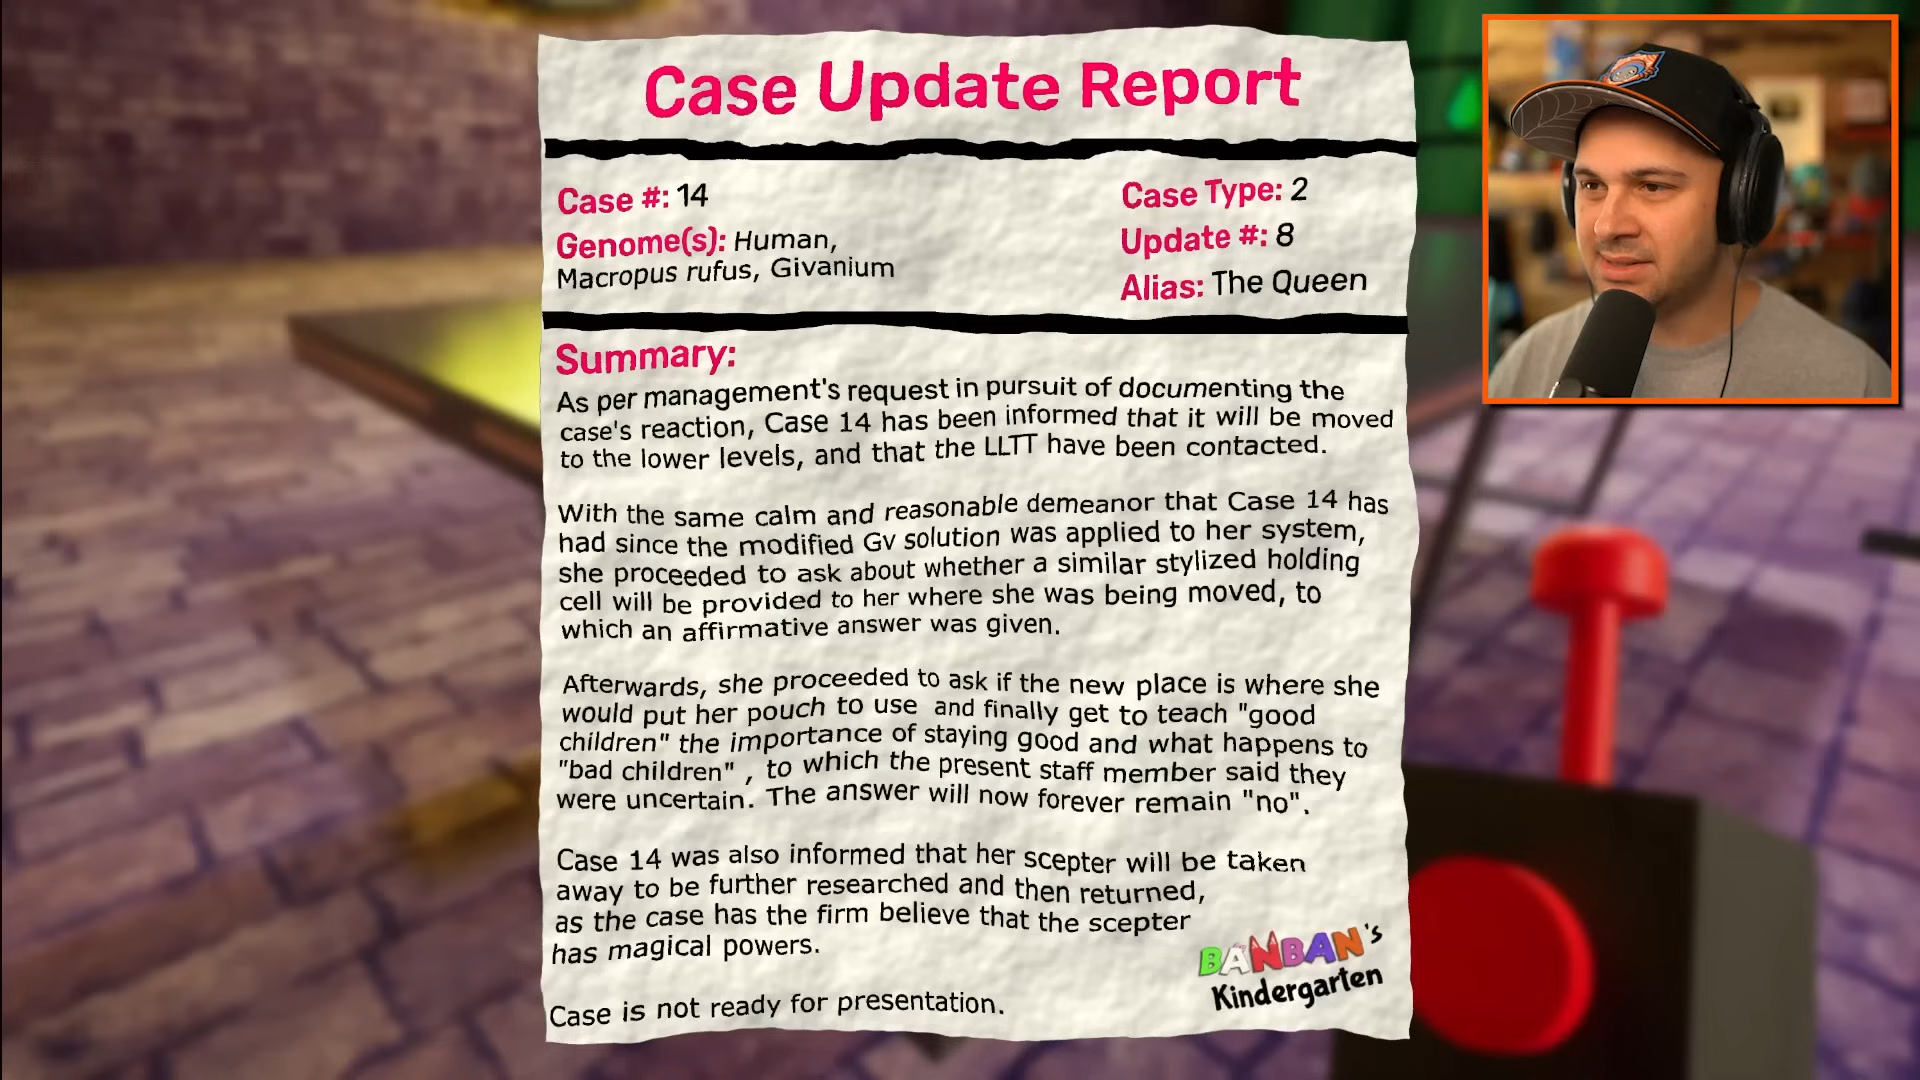 Case Update Report
Case #: 14
Genome(s): Human,
Macropus rufus, Givanium
Case Type: 2
Update #: 8
Alias: The Queen
Summary:
As per management's request in pursuit of documenting the
case's reaction, Case 14 has been informed that it will be moved
to the lower levels, and that the LLTT have been contacted.
With the same calm and reasonable demeanor that Case 14 has
had since the modified Gv solution was applied to her system,
she proceeded to ask about whether a similar stylized holding
cell will be provided to her where she was being moved, to
which an affirmative answer was given.
Afterwards, she proceeded to ask if the new place is where she
would put her pouch to use and finally get to teach "good
children" the importance of staying good and what happens to
"bad children" , to which the present staff member said they
were uncertain. The answer will now forever remain "no".
Case 14 was also informed that her scepter will be taken
away to be further researched and then returned,
as the case has the firm believe that the scepter
has magical powers.
Case is not ready for presentation.
BANBAN's
Kindergarten